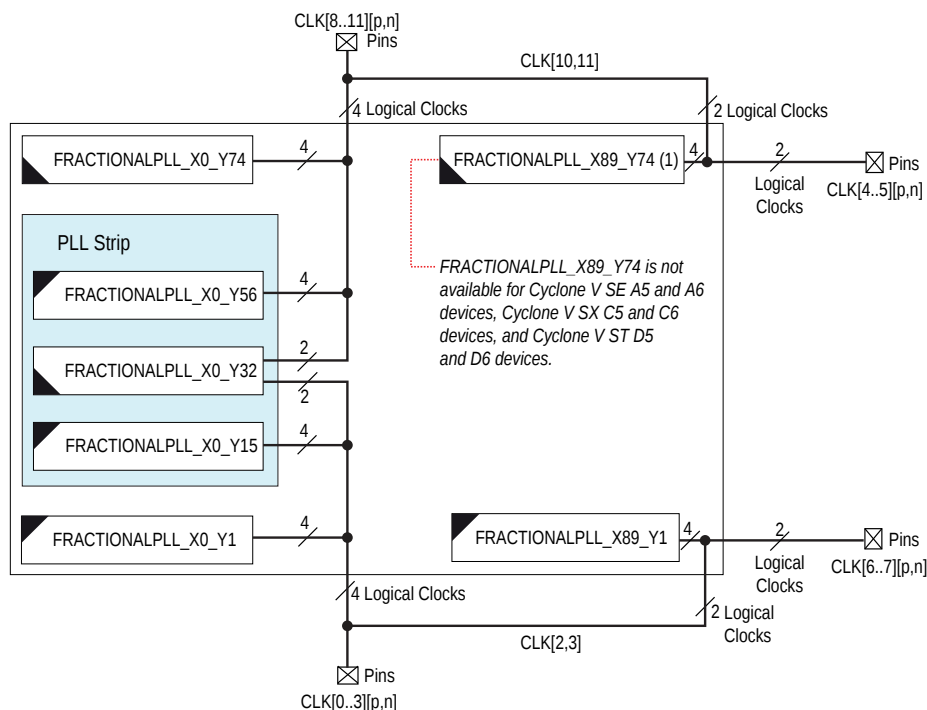 CLK[8..11][p,n]
Pins
CLK[10,11]
4 Logical Clocks
2 Logical Clocks
FRACTIONALPLL_X0_Y74
4
FRACTIONALPLL_X89_Y74 (1)
4
2
Logical
Clocks
Pins
CLK[4..5][p,n]
PLL Strip
FRACTIONALPLL_X0_Y56
4
FRACTIONALPLL_X89_Y74 is not
available for Cyclone V SE A5 and A6
devices, Cyclone V SX C5 and C6
devices, and Cyclone V ST D5
and D6 devices.
FRACTIONALPLL_X0_Y32
2
2
FRACTIONALPLL_X0_Y15
4
FRACTIONALPLL_X0_Y1
4
FRACTIONALPLL_X89_Y1
4
2
Logical
Clocks
Pins
CLK[6..7][p,n]
4 Logical Clocks
2 Logical
Clocks
CLK[2,3]
Pins
CLK[0..3][p,n]